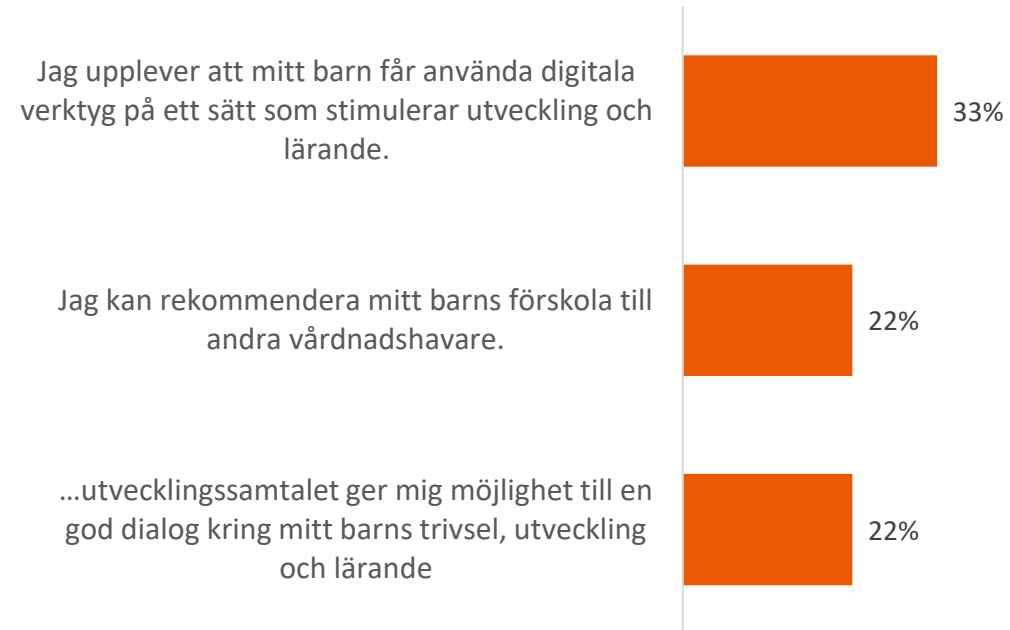 Jag upplever att mitt barn får använda digitala
verktyg på ett sätt som stimulerar utveckling och
lärande.
33%
Jag kan rekommendera mitt barns förskola till
andra vårdnadshavare.
22%
…utvecklingssamtalet ger mig möjlighet till en
god dialog kring mitt barns trivsel, utveckling
och lärande
22%